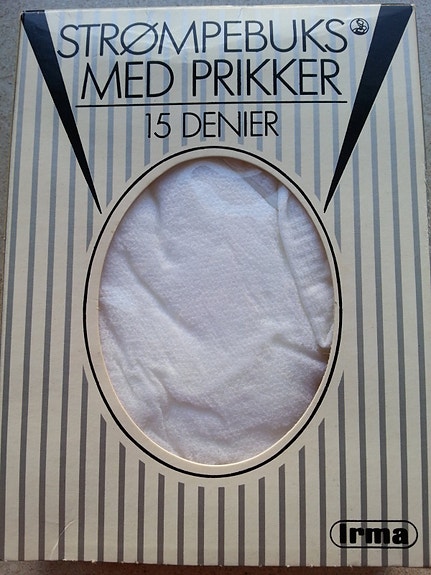 STRØMPEBUKS
MED PRIKKER
15 DENIER
Irma